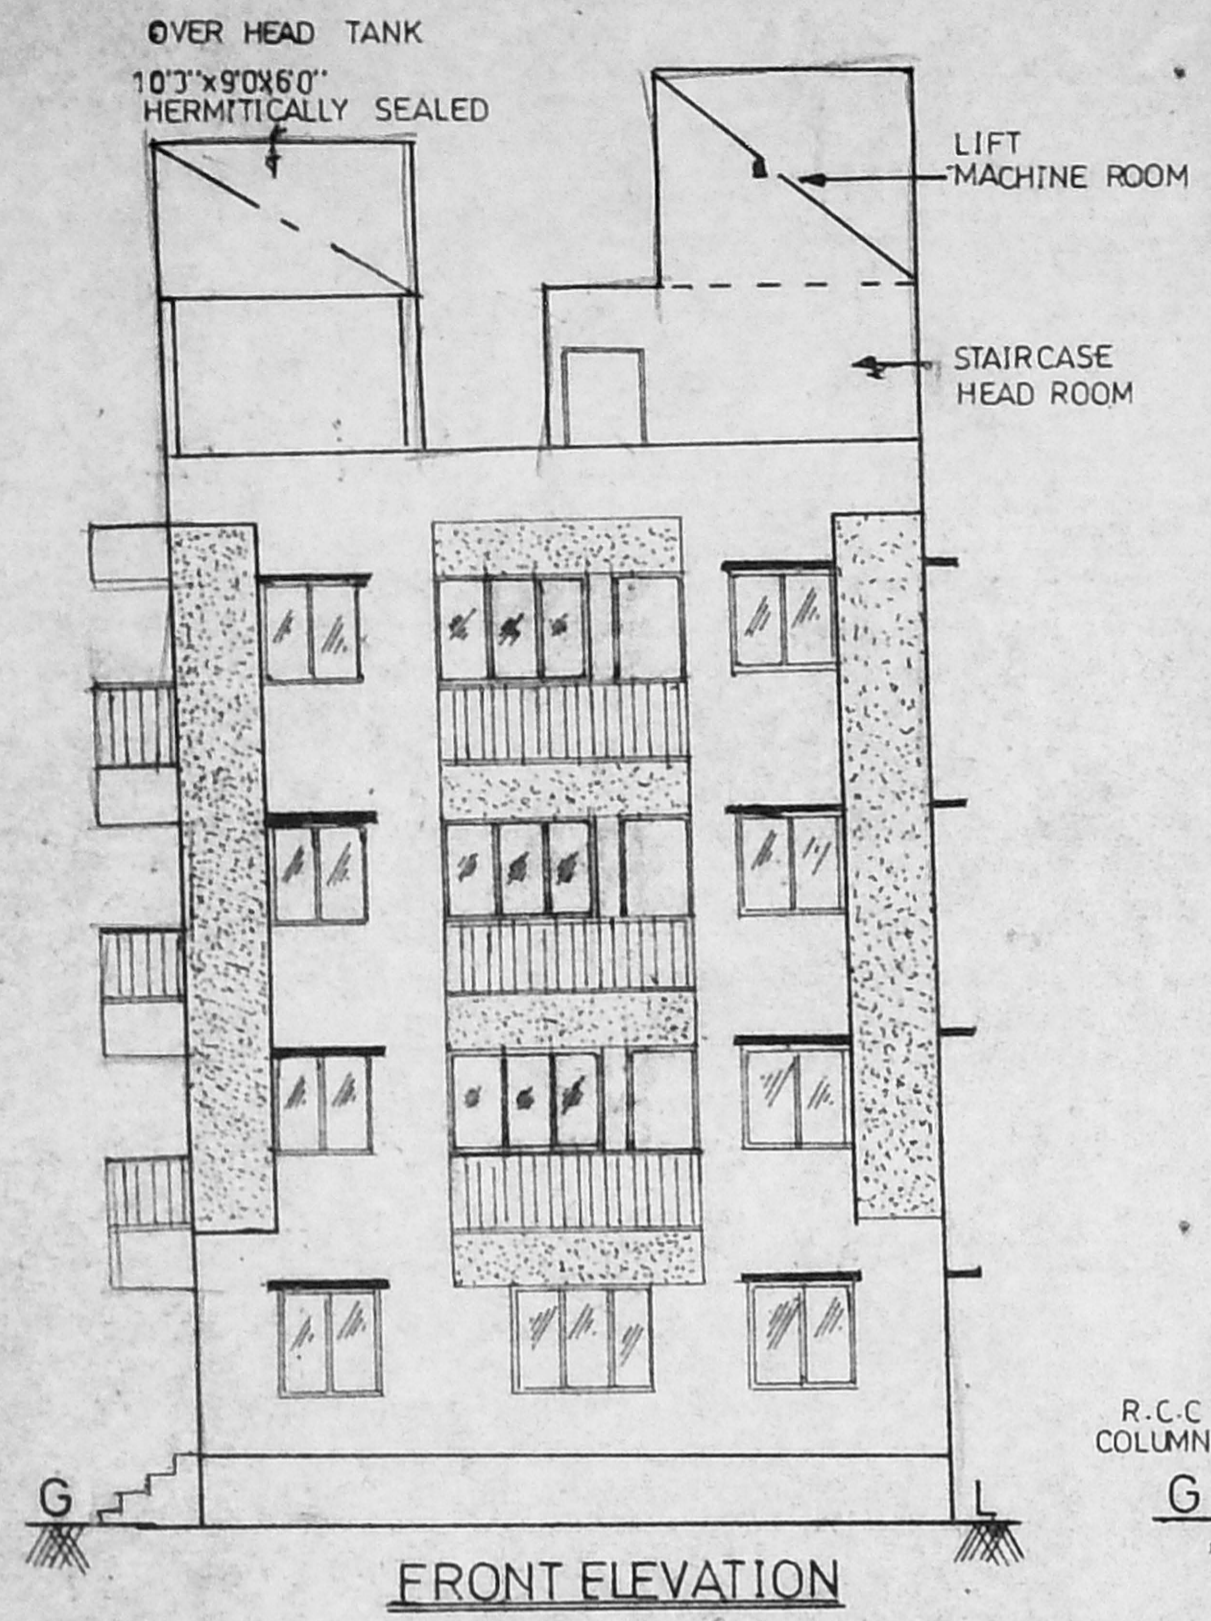 OVER HEAD TANK
10'3"x9'0x6'0"
HERMITICALLY SEALED
LIFT
MACHINE ROOM
STAIRCASE
HEAD ROOM
R.C.C
COLUMN
G L G
FRONT ELEVATION